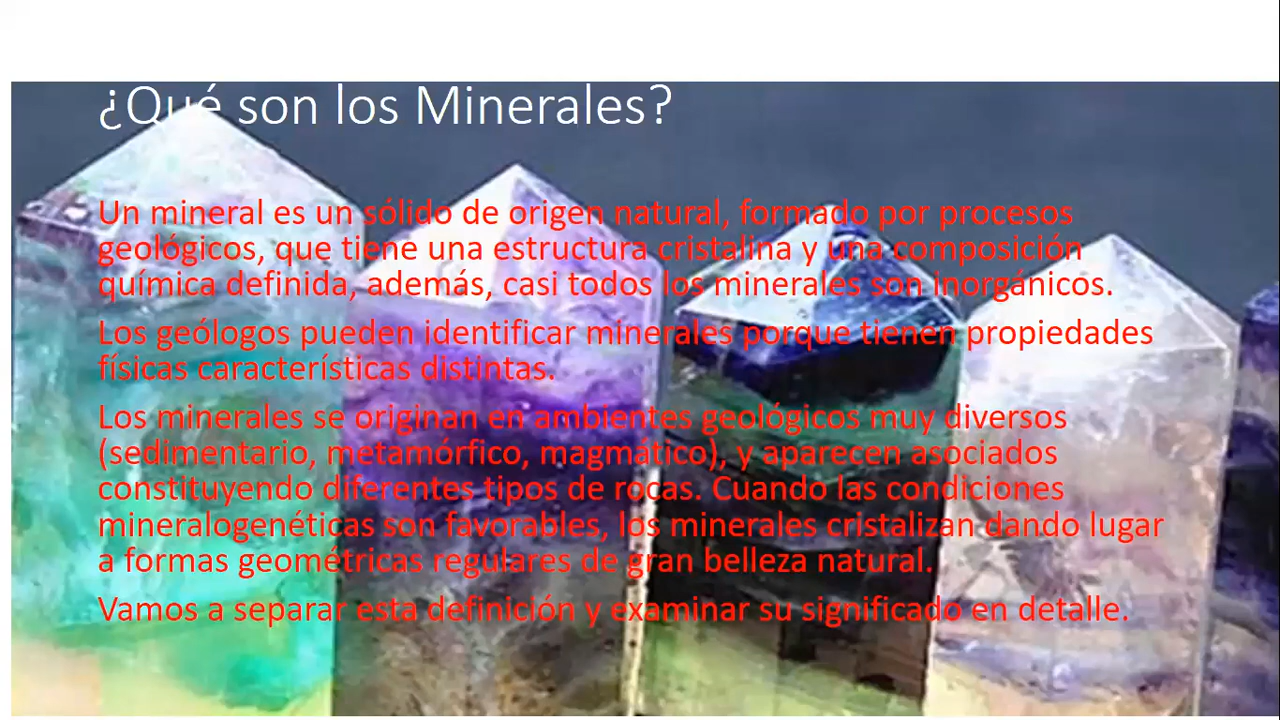 ¿Qué son los Minerales?
Un mineral es un sólido de origen natural, formado por procesos
geológicos, que tiene una estructura cristalina y una composición
química definida, además, casi todos los minerales son inorgánicos.
Los geólogos pueden identificar minerales porque tienen propiedades
físicas características distintas.
Los minerales se originan en ambientes geológicos muy diversos
(sedimentario, metamórfico, magmático), y aparecen asociados
constituyendo diferentes tipos de rocas. Cuando las condiciones
mineralogenéticas son favorables, los minerales cristalizan dando lugar
a formas geométricas regulares de gran belleza natural.
Vamos a separar esta definición y examinar su significado en detalle.